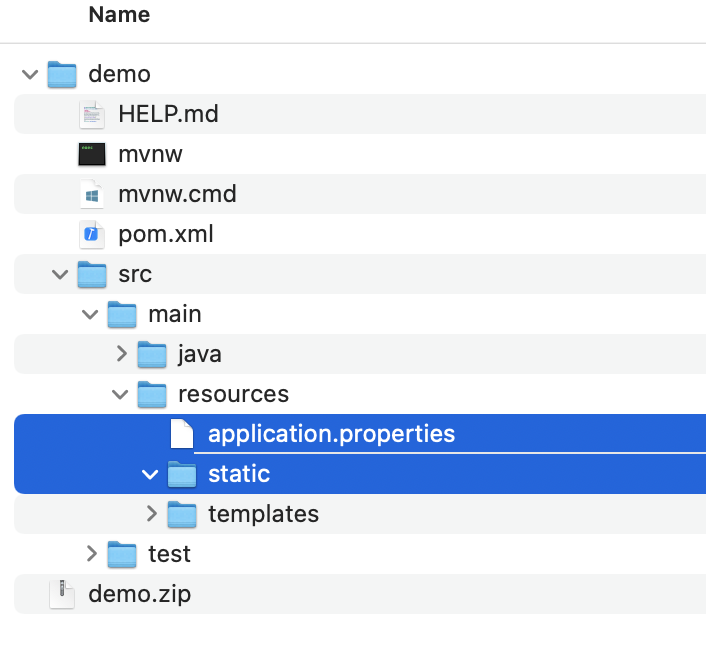 Name
demo
HELP.md
mvnw
mvnw.cmd
pom.xml
src
main
java
resources
application.properties
static
templates
test
demo.zip